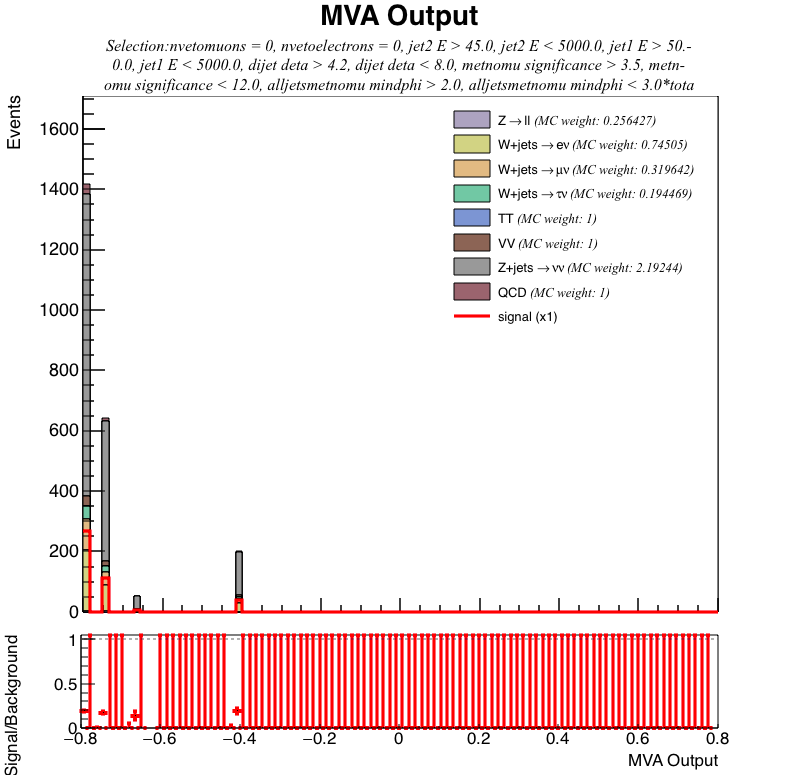 MVA Output
Selection:nvetomuons = 0, nvetoelectrons = 0, jet2 E > 45.0, jet2 E < 5000.0, jet1 E > 50.-
0.0, jet1 E < 5000.0, dijet deta > 4.2, dijet deta < 8.0, metnomu significance > 3.5, metn-
omu significance < 12.0, alljetsmetnomu mindphi > 2.0, alljetsmetnomu mindphi < 3.0*tota
Events
1600
1400
1200
1000
800
600
400
200
0
Z→ll (MC weight: 0.256427)
W+jets→eν (MC weight: 0.74505)
W+jets→μν (MC weight: 0.319642)
W+jets→τν (MC weight: 0.194469)
TT (MC weight: 1)
VV (MC weight: 1)
Z+jets→νν (MC weight: 2.19244)
QCD (MC weight: 1)
signal (x1)
Signal/Background
1
0.5
0
−0.8 −0.6 −0.4 −0.2 0 0.2 0.4 0.6 0.8
MVA Output